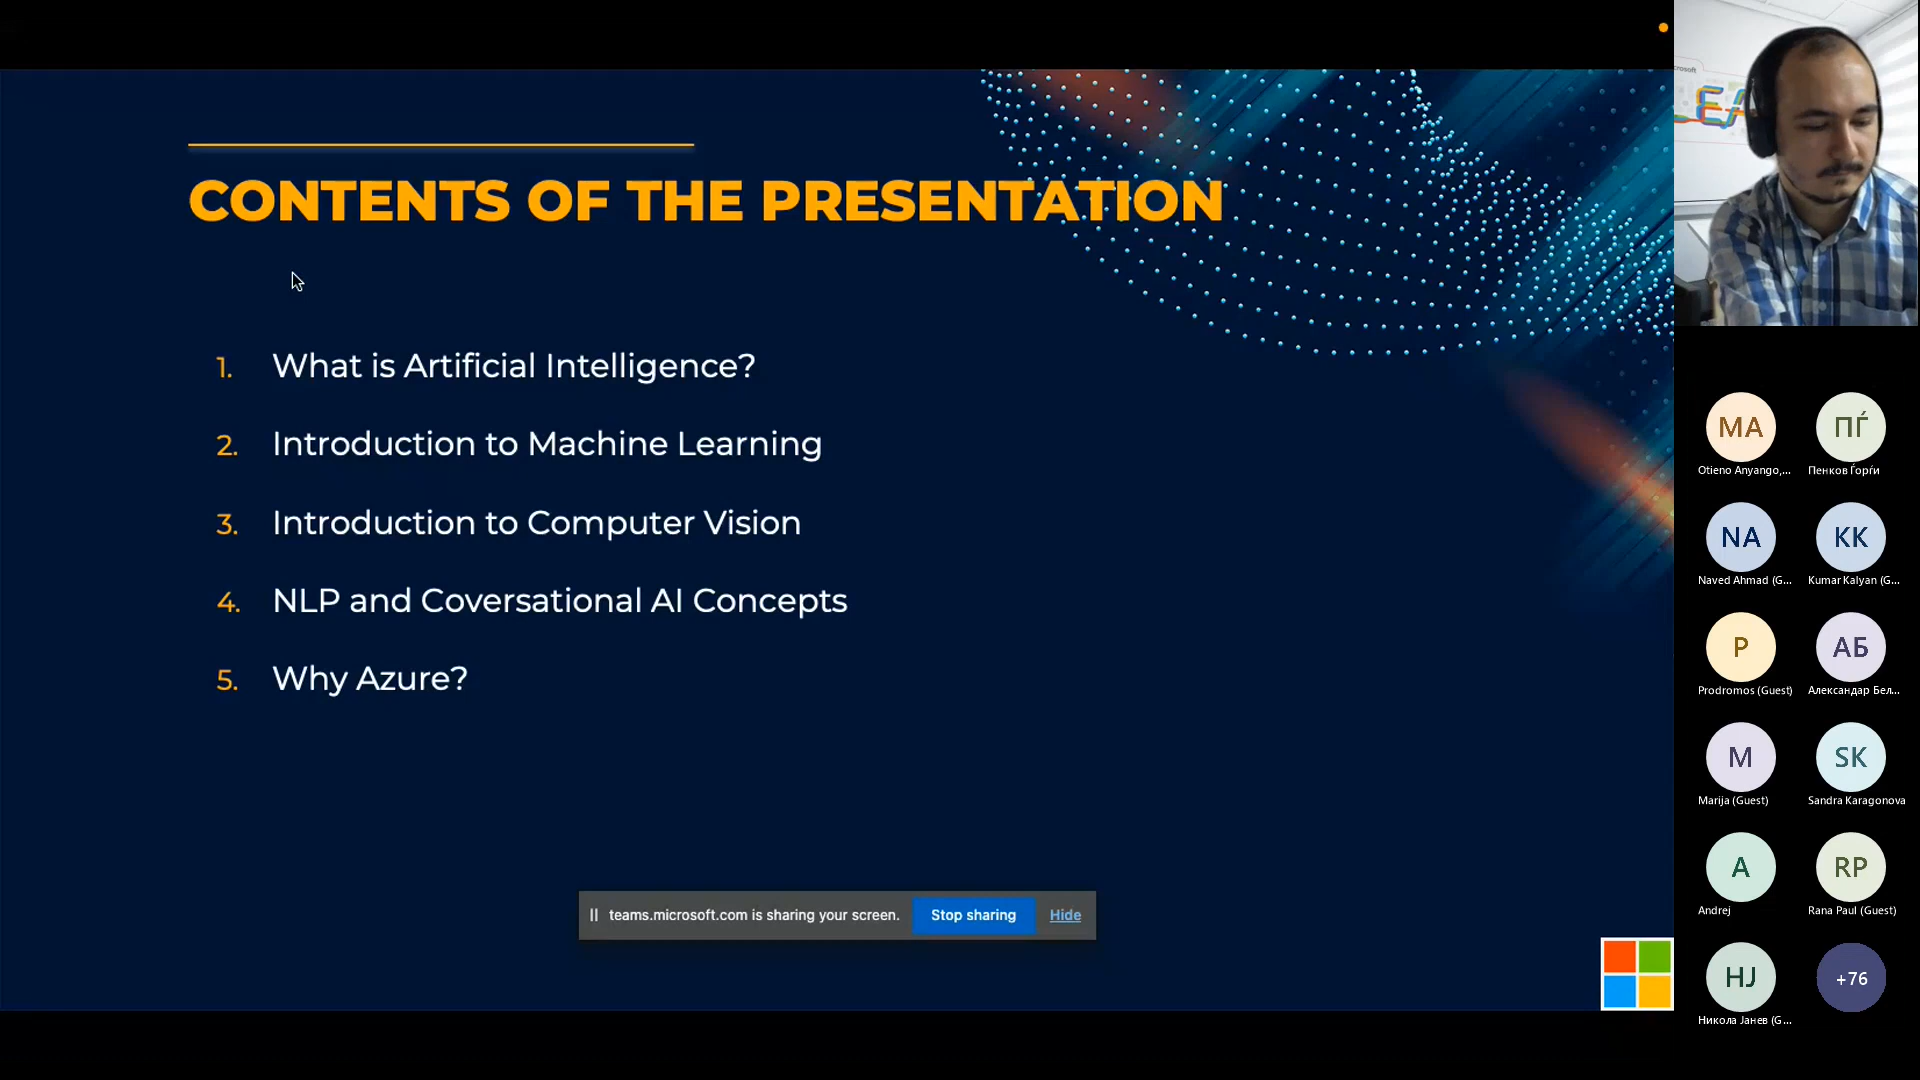 CONTENTS OF THE PRESENTATION
1. What is Artificial Intelligence?
2. Introduction to Machine Learning
3. Introduction to Computer Vision
4. NLP and Coversational AI Concepts
5. Why Azure?
teams.microsoft.com is sharing your screen. Stop sharing Hide
MA ПЃ
Otieno Anyango,... Пенков Ѓорѓи
NA KK
Naved Ahmad (G... Kumar Kalyan (G...
P АБ
Prodromos (Guest) Александар Бел...
M SK
Marija (Guest) Sandra Karagonova
A RP
Andrej Rana Paul (Guest)
НЈ +76
Никола Јанев (G...